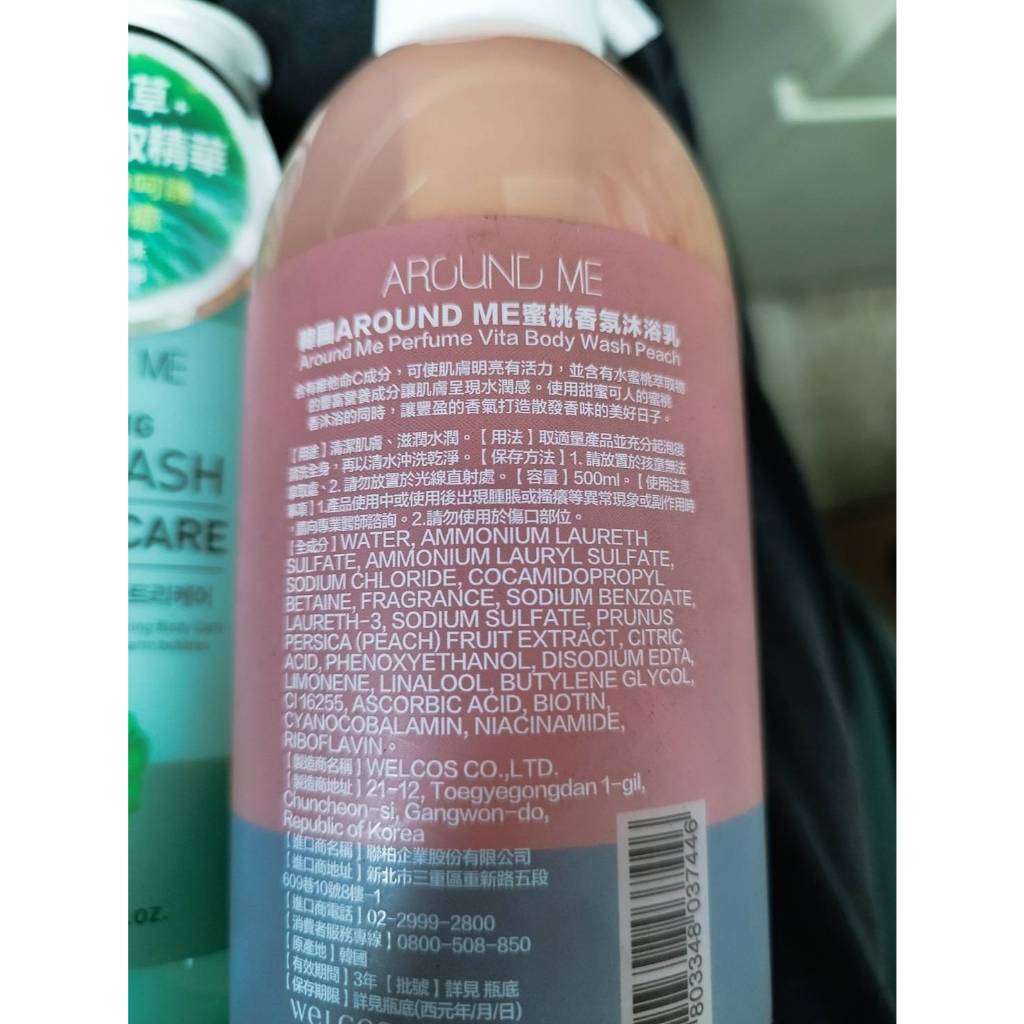 草+
精華
ME
ASH
CARE
트리케어
OZ.
AROUND ME
韓國AROUND ME蜜桃香氛沐浴乳
Around Me Perfume Vita Body Wash Peach
含有維他命C成分，可使肌膚明亮有活力，並含有水蜜桃萃取物
的豐富營養成分讓肌膚呈現水潤感。使用甜蜜可人的蜜桃
香沐浴的同時，讓豐盈的香氣打造散發香味的美好日子。
【用途】清潔肌膚、滋潤水潤。【用法】取適量產品並充分起泡後
清洗全身，再以清水沖洗乾淨。【保存方法】1.請放置於孩童無法
拿取處、2.請勿放置於光線直射處。【容量】500ml。【使用注意
事項】1.產品使用中或使用後出現腫脹或搔癢等異常現象或副作用時
，請向專業醫師諮詢。2.請勿使用於傷口部位。
【全成分】WATER, AMMONIUM LAURETH
SULFATE, AMMONIUM LAURYL SULFATE,
SODIUM CHLORIDE, COCAMIDOPROPYL
BETAINE, FRAGRANCE, SODIUM BENZOATE,
LAURETH-3, SODIUM SULFATE, PRUNUS
PERSICA (PEACH) FRUIT EXTRACT, CITRIC
ACID, PHENOXYETHANOL, DISODIUM EDTA,
LIMONENE, LINALOOL, BUTYLENE GLYCOL,
CI 16255, ASCORBIC ACID, BIOTIN,
CYANOCOBALAMIN, NIACINAMIDE,
RIBOFLAVIN。
【製造商名稱】WELCOS CO.,LTD.
【製造商地址】21-12, Toegyegongdan 1-gil,
Chuncheon-si, Gangwon-do,
Republic of Korea
【進口商名稱】聯柏企業股份有限公司
【進口商地址】新北市三重區重新路五段
609巷10號8樓-1
【進口商電話】02-2999-2800
【消費者服務專線】0800-508-850
【原產地】韓國
【有效期間】3年【批號】詳見 瓶底
【保存期限】詳見瓶底(西元年/月/日)
WELCOS
8 803348 037446